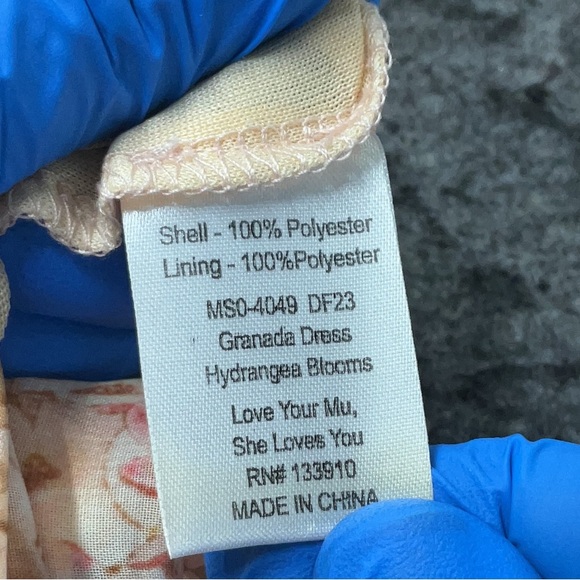 Shell - 100% Polyester
Lining - 100%Polyester
MS0-4049 DF23
Granada Dress
Hydrangea Blooms
Love Your Mu,
She Loves You
RN# 133910
MADE IN CHINA